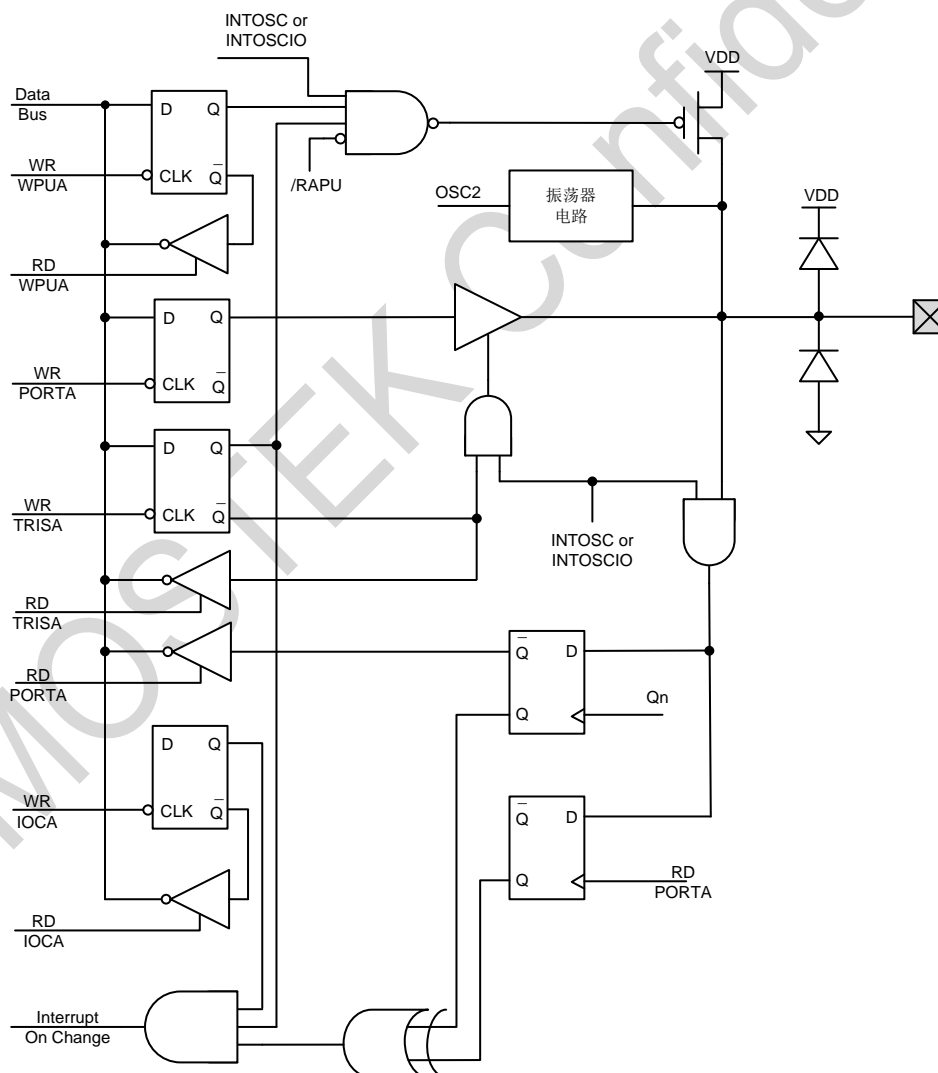 INTOSC or
INTOSCIO
VDD
Data
Bus
D Q
WR
WPUA
CLK Q
/RAPU
OSC2
振荡器
电路
VDD
RD
WPUA
D Q
WR
PORTA
CLK Q
D Q
WR
TRISA
CLK Q
INTOSC or
INTOSCIO
RD
TRISA
RD
PORTA
Q D
Qn
Q
D Q
WR
IOCA
CLK Q
Q D
Q
RD
PORTA
RD
IOCA
Interrupt
On Change
MOSTEK Confide